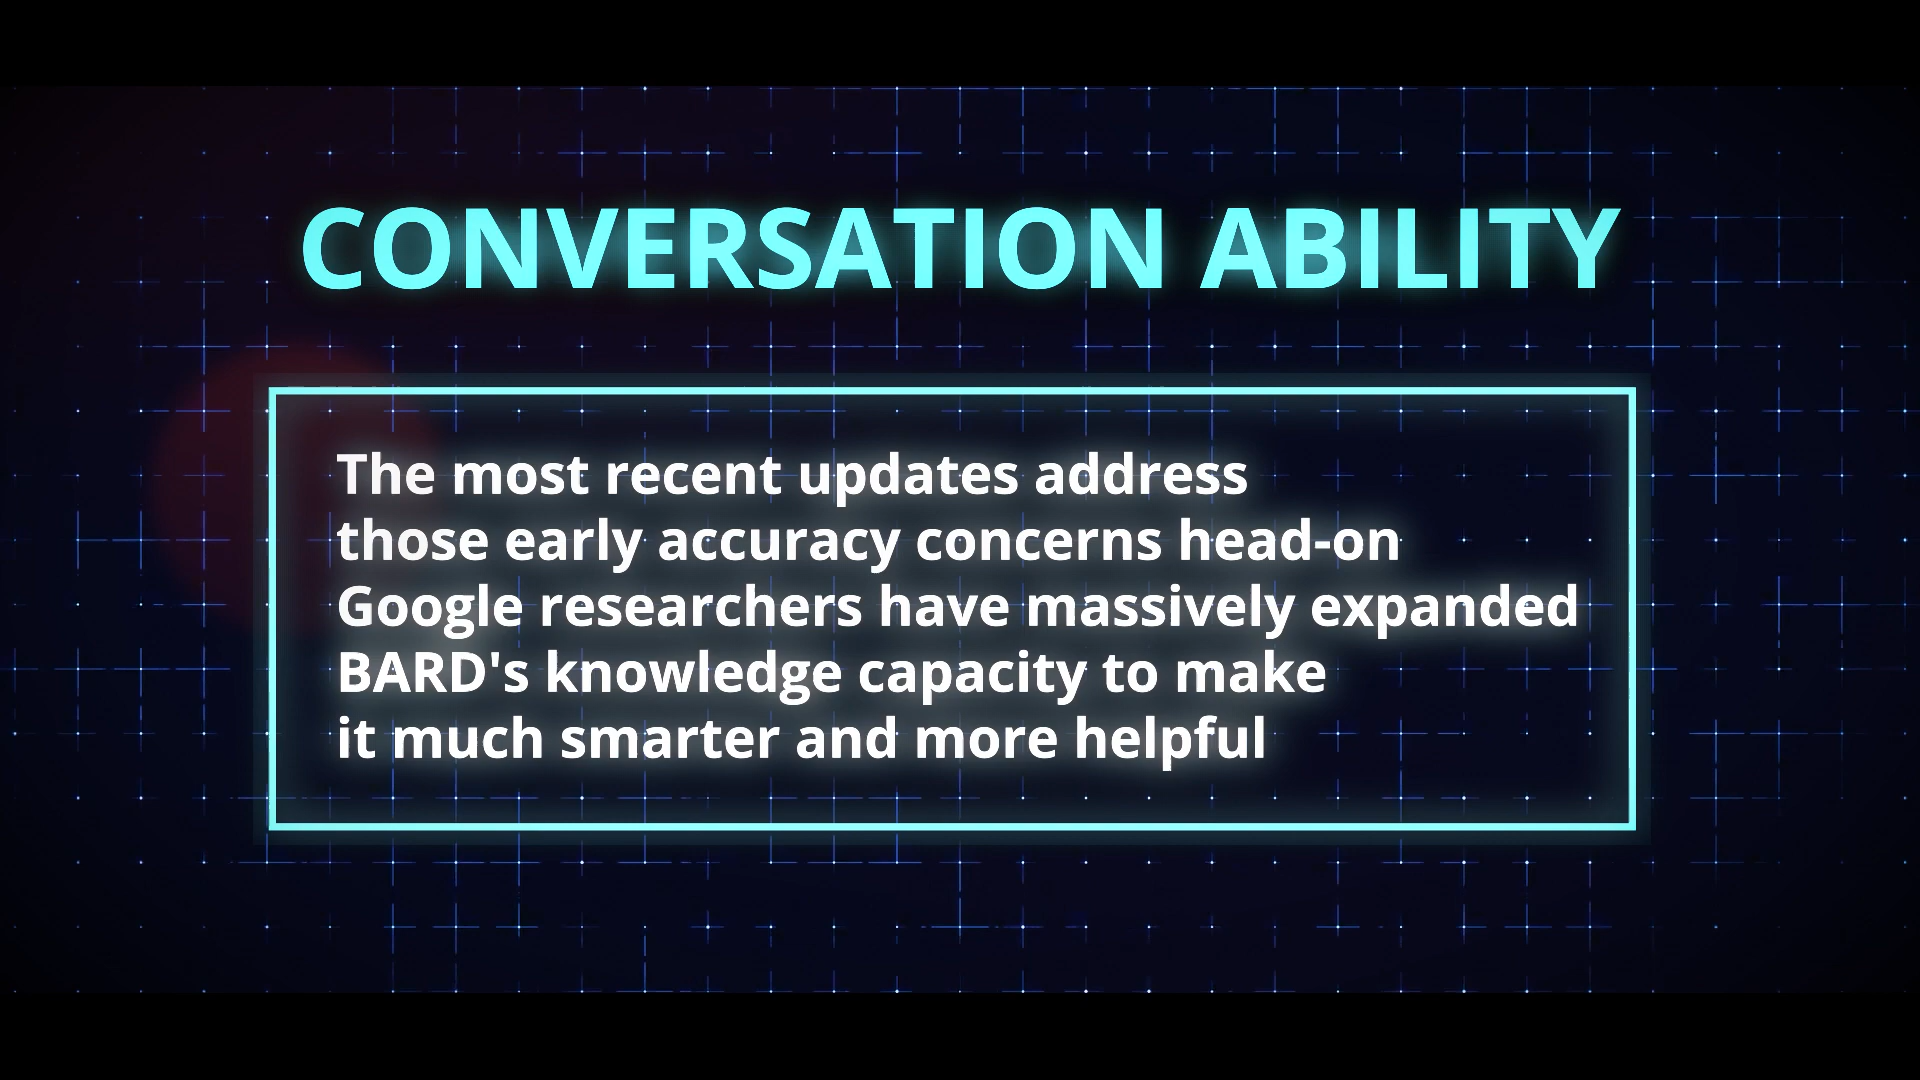 CONVERSATION ABILITY
The most recent updates address
those early accuracy concerns head-on
Google researchers have massively expanded
BARD's knowledge capacity to make
it much smarter and more helpful